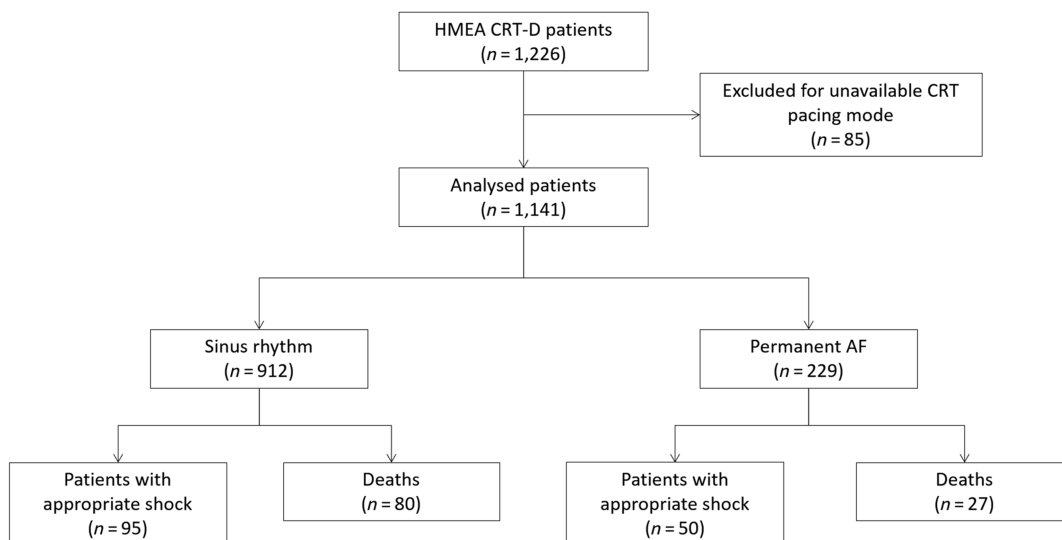 HMEA CRT-D patients
(n = 1,226)
Excluded for unavailable CRT
pacing mode
(n = 85)
Analysed patients
(n = 1,141)
Sinus rhythm
(n = 912)
Permanent AF
(n = 229)
Patients with
appropriate shock
(n = 95)
Deaths
(n = 80)
Patients with
appropriate shock
(n = 50)
Deaths
(n = 27)